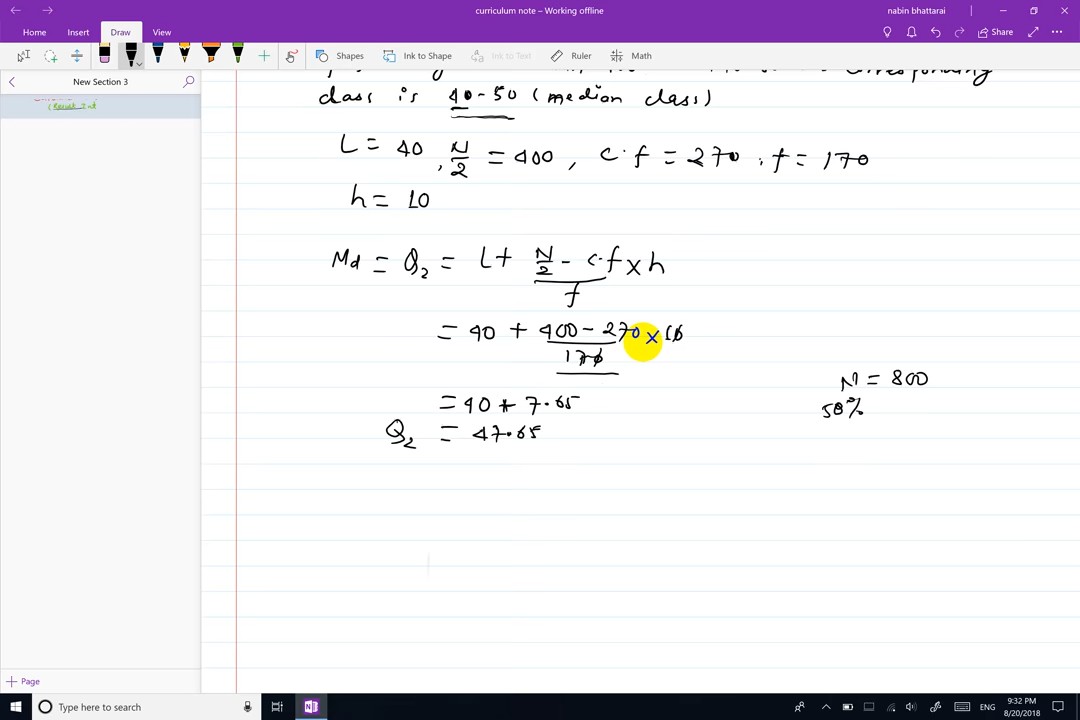 curriculum note – Working offline
nabin bhattarai
Home Insert Draw View
Share
Shapes Ink to Shape Ink to Text Ruler Math
New Section 3
corresponding
class is 40-50 (median class)
L = 40, N/2 = 400, c.f = 270, f = 170
h = 10
Md = Q₂ = L + (N/2 - c.f)/f × h
= 40 + (400 - 270)/170 × 10
= 40 + 7.65
Q₂ = 47.65
N = 800
50%
+ Page
Type here to search
ENG
9:32 PM
8/20/2018